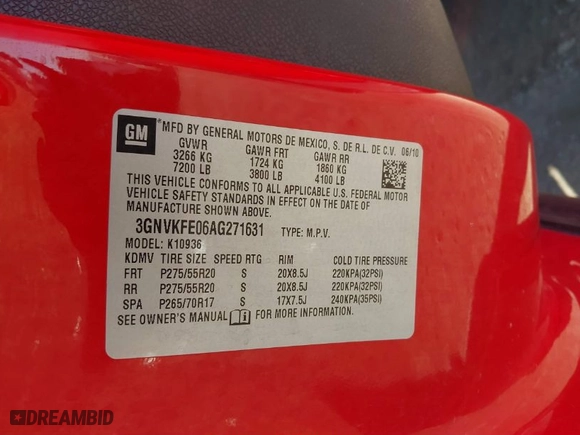 GM *MFD BY GENERAL MOTORS DE MEXICO, S. DE R.L. DE C.V. 06/10
GVWR GAWR FRT GAWR RR
3266 KG 1724 KG 1860 KG
7200 LB 3800 LB 4100 LB
THIS VEHICLE CONFORMS TO ALL APPLICABLE U.S. FEDERAL MOTOR
VEHICLE SAFETY STANDARDS IN EFFECT ON THE DATE OF
MANUFACTURE SHOWN ABOVE.
3GNVKFE06AG271631 TYPE: M.P.V.
MODEL: K10936
KDMV TIRE SIZE SPEED RTG RIM COLD TIRE PRESSURE
FRT P275/55R20 S 20X8.5J 220KPA(32PSI)
RR P275/55R20 S 20X8.5J 220KPA(32PSI)
SPA P265/70R17 S 17X7.5J 240KPA(35PSI)
SEE OWNER'S MANUAL FOR MORE INFORMATION.
DREAMBID